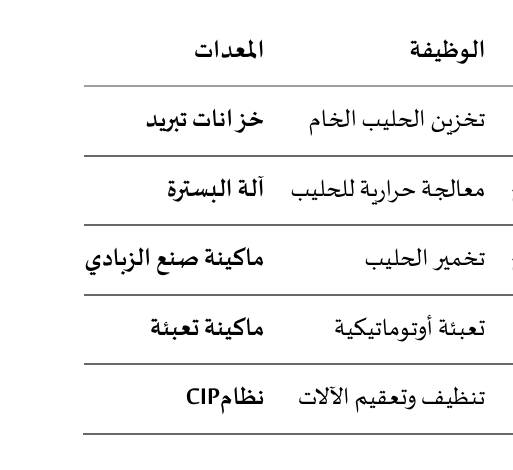 الوظيفة المعدات
تخزين الحليب الخام خزانات تبريد
معالجة حرارية للحليب آلة البسترة
تخمير الحليب ماكينة صنع الزبادي
تعبئة أوتوماتيكية ماكينة تعبئة
تنظيف وتعقيم الآلات نظامCIP